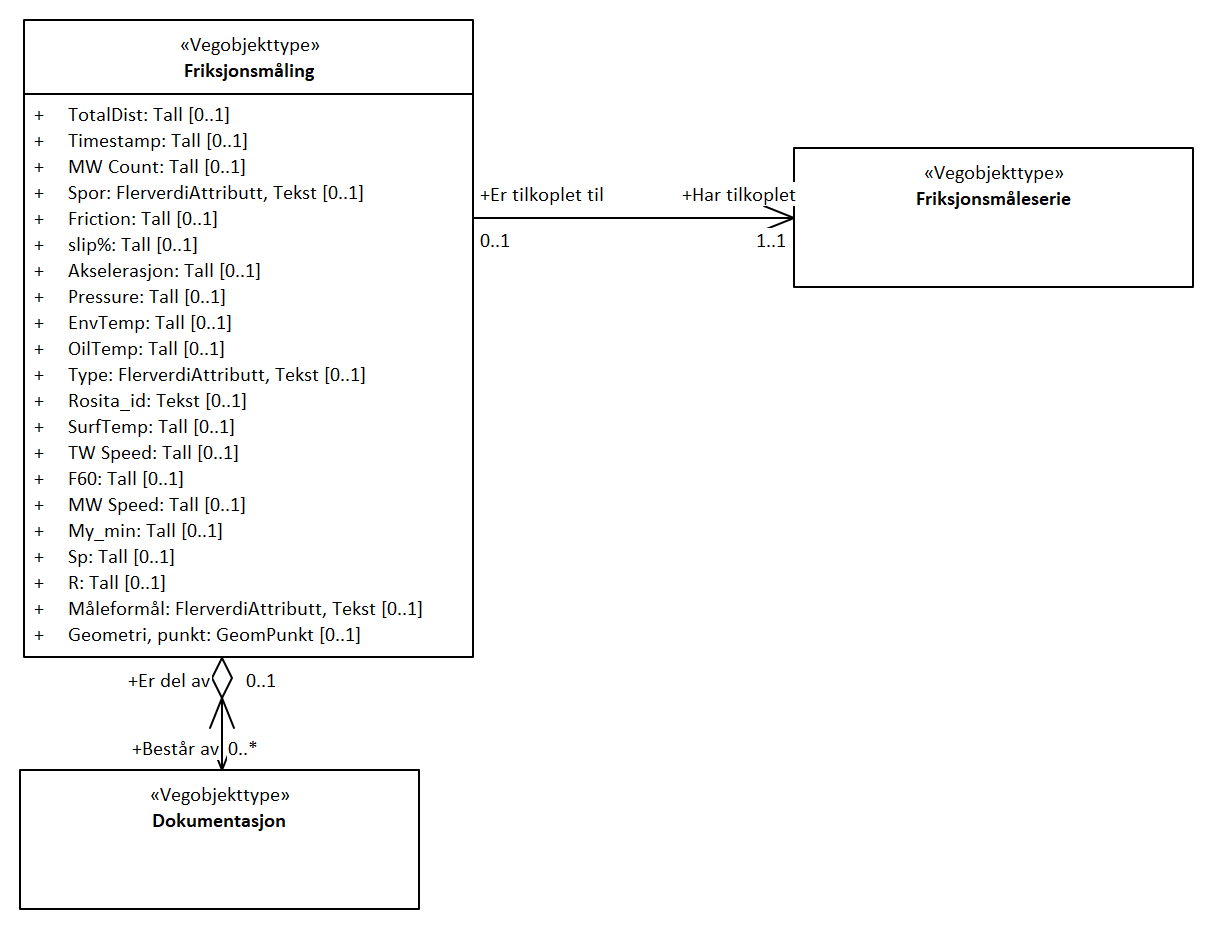 «Vegobjekttype»
Friksjonsmåling
+ TotalDist: Tall [0..1]
+ Timestamp: Tall [0..1]
+ MW Count: Tall [0..1]
+ Spor: FlerverdiAttributt, Tekst [0..1]
+ Friction: Tall [0..1]
+ slip%: Tall [0..1]
+ Akselerasjon: Tall [0..1]
+ Pressure: Tall [0..1]
+ EnvTemp: Tall [0..1]
+ OilTemp: Tall [0..1]
+ Type: FlerverdiAttributt, Tekst [0..1]
+ Rosita_id: Tekst [0..1]
+ SurfTemp: Tall [0..1]
+ TW Speed: Tall [0..1]
+ F60: Tall [0..1]
+ MW Speed: Tall [0..1]
+ My_min: Tall [0..1]
+ Sp: Tall [0..1]
+ R: Tall [0..1]
+ Måleformål: FlerverdiAttributt, Tekst [0..1]
+ Geometri, punkt: GeomPunkt [0..1]
+Er tilkoplet til
+Har tilkoplet
0..1
1..1
«Vegobjekttype»
Friksjonsmåleserie
+Er del av
0..1
+Består av
0..*
«Vegobjekttype»
Dokumentasjon